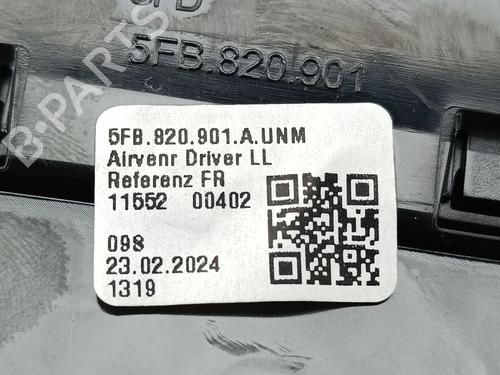 5FB.820.901
B-PARTS
5FB.820.901.A.UNM
Airvenr Driver LL
Referenz FR
11552 00402
098
23.02.2024
1319